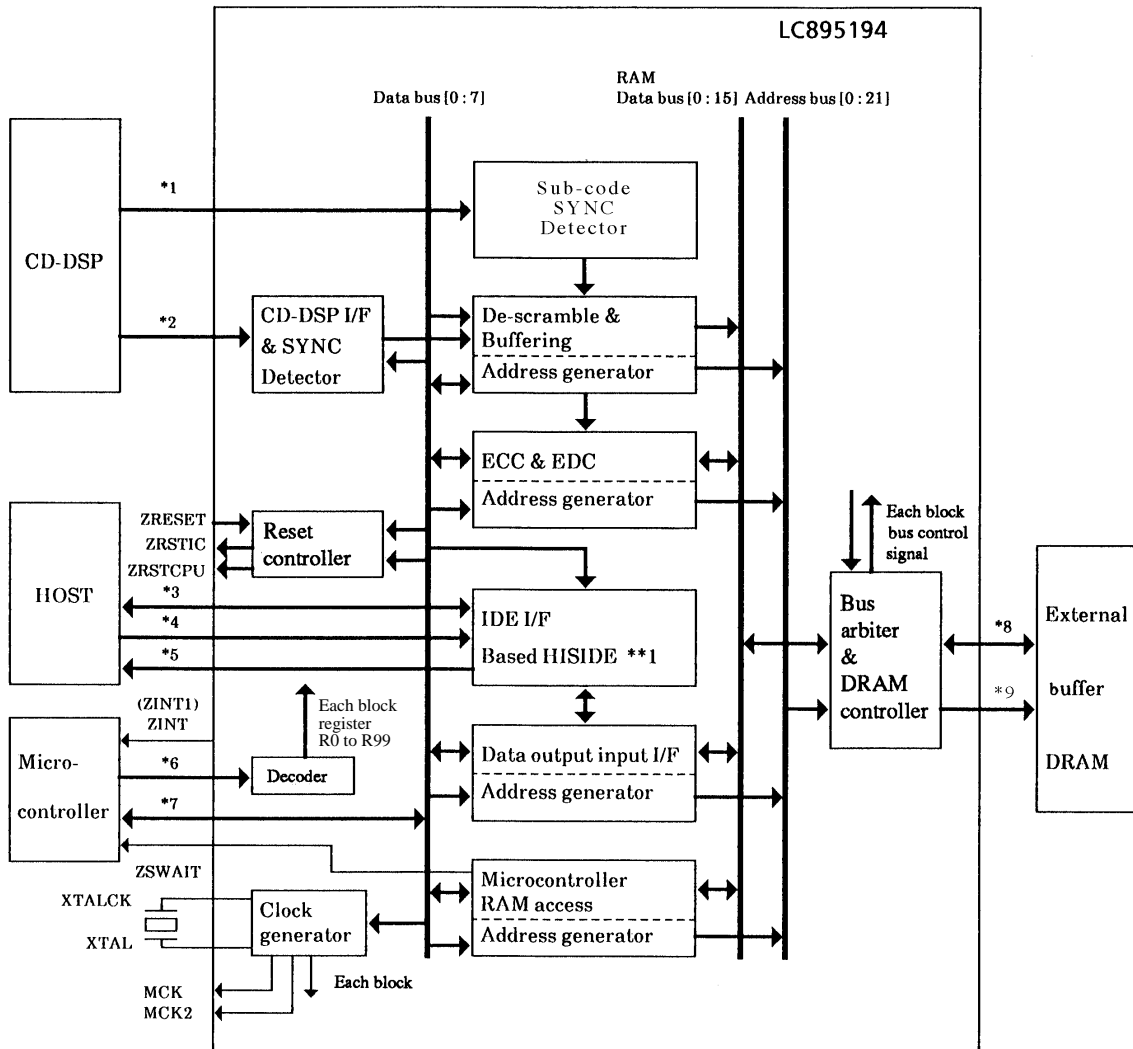 LC895194
RAM
Data bus [0 : 7]
Data bus [0 : 15] Address bus [0 : 21]
*1
Sub-code
SYNC
Detector
CD-DSP
*2
CD-DSP I/F
& SYNC
Detector
De-scramble &
Buffering
Address generator
ECC & EDC
Address generator
ZRESET
ZRSTIC
ZRSTCPU
Reset
controller
Each block
bus control
signal
HOST
*3
*4
*5
IDE I/F
Based HISIDE **1
Bus
arbiter
&
DRAM
controller
*8
*9
External
buffer
DRAM
(ZINT1)
ZINT
Each block
register
R0 to R99
Micro-
controller
*6
Decoder
*7
Data output input I/F
Address generator
ZSWAIT
Microcontroller
RAM access
Address generator
XTALCK
XTAL
Clock
generator
MCK
MCK2
Each block